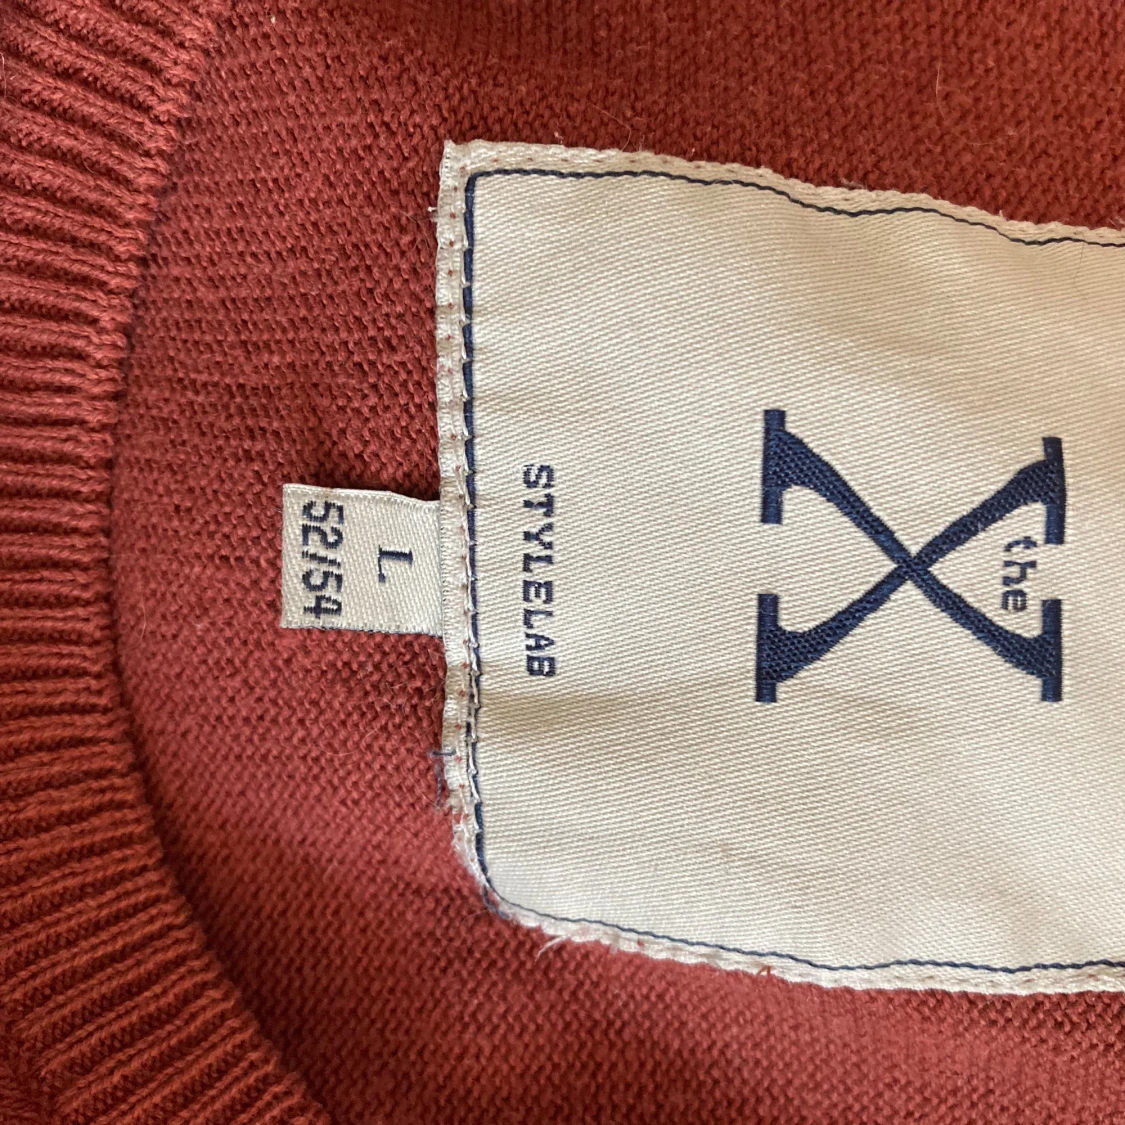 the
X
STYLELAB
L
52/54